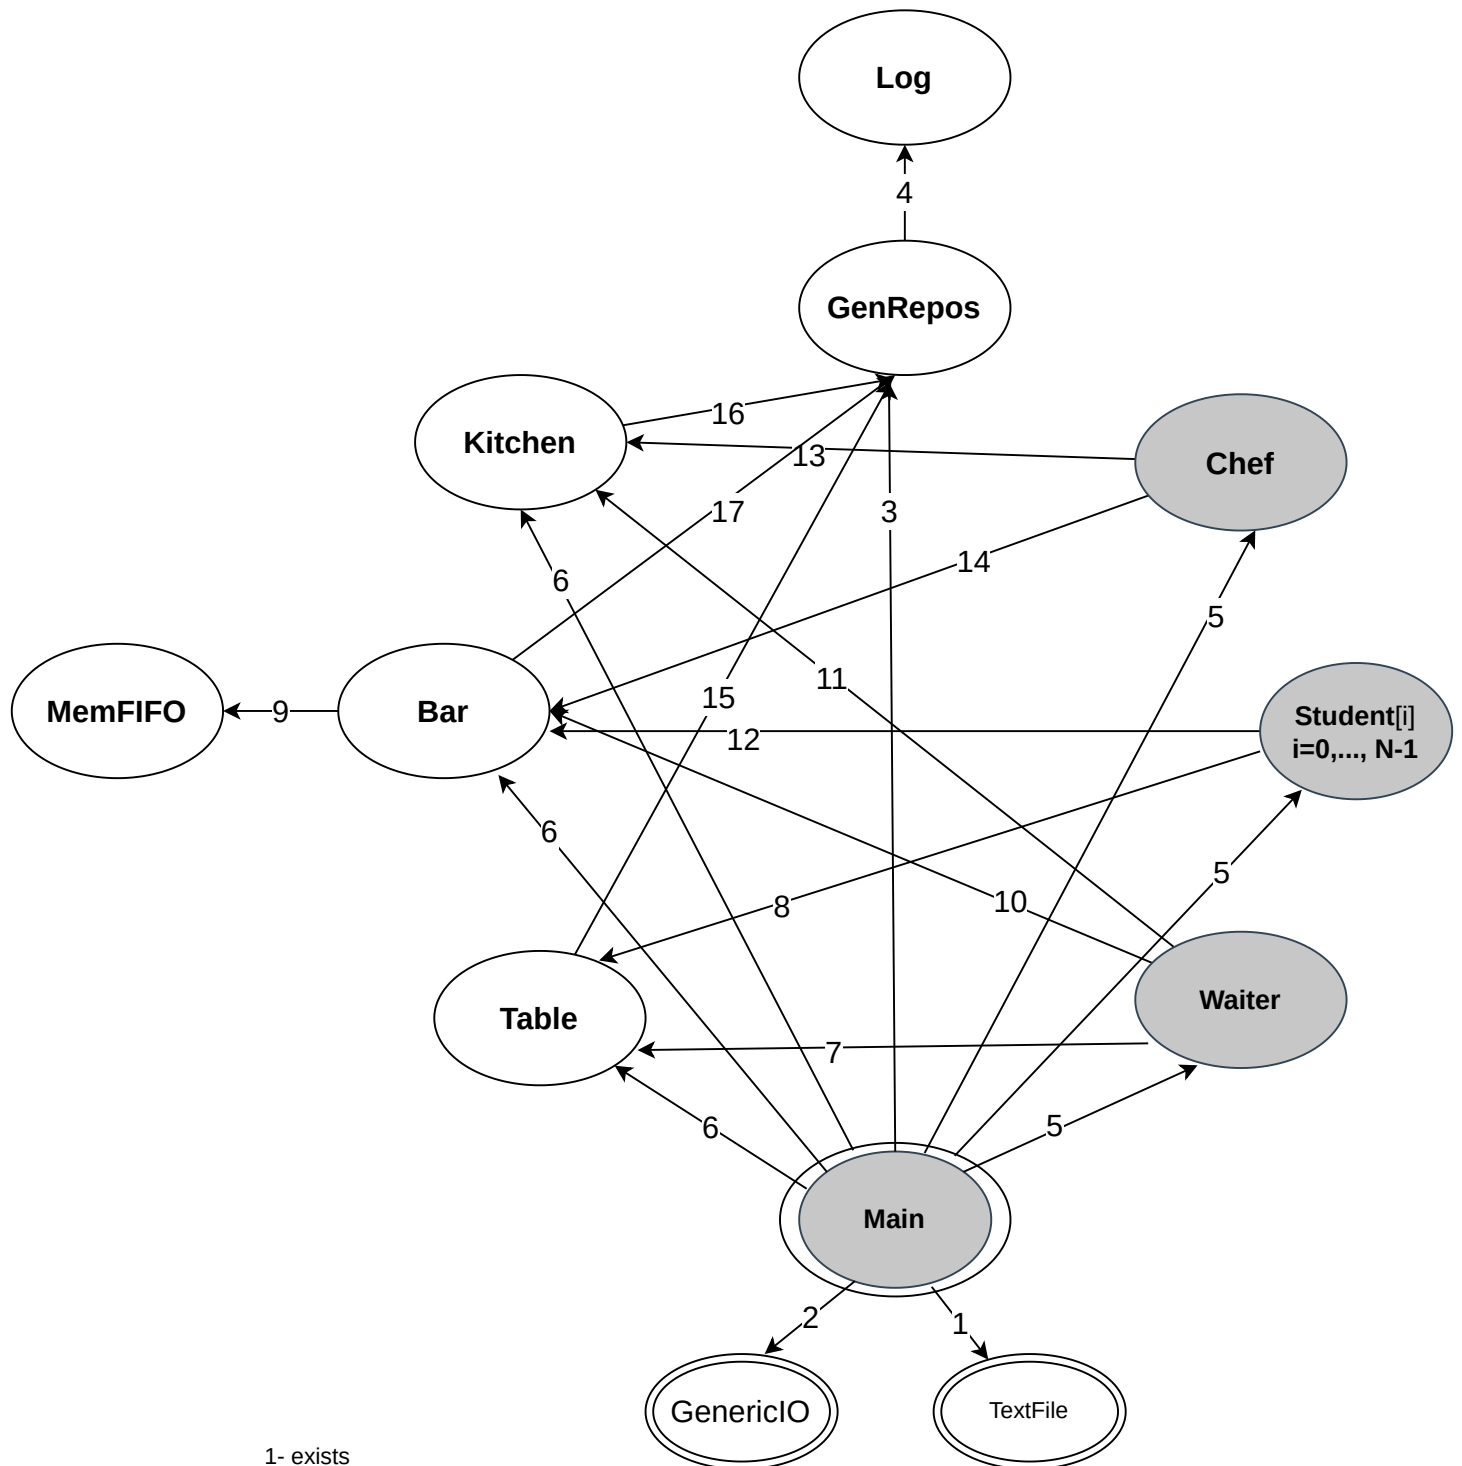 Log
4
GenRepos
Kitchen
16
13
Chef
17
3
14
6
5
11
MemFIFO
9
Bar
15
12
Student[i]
i=0,..., N-1
6
5
8
10
Table
Waiter
7
6
5
Main
2
1
GenericIO
TextFile
1- exists